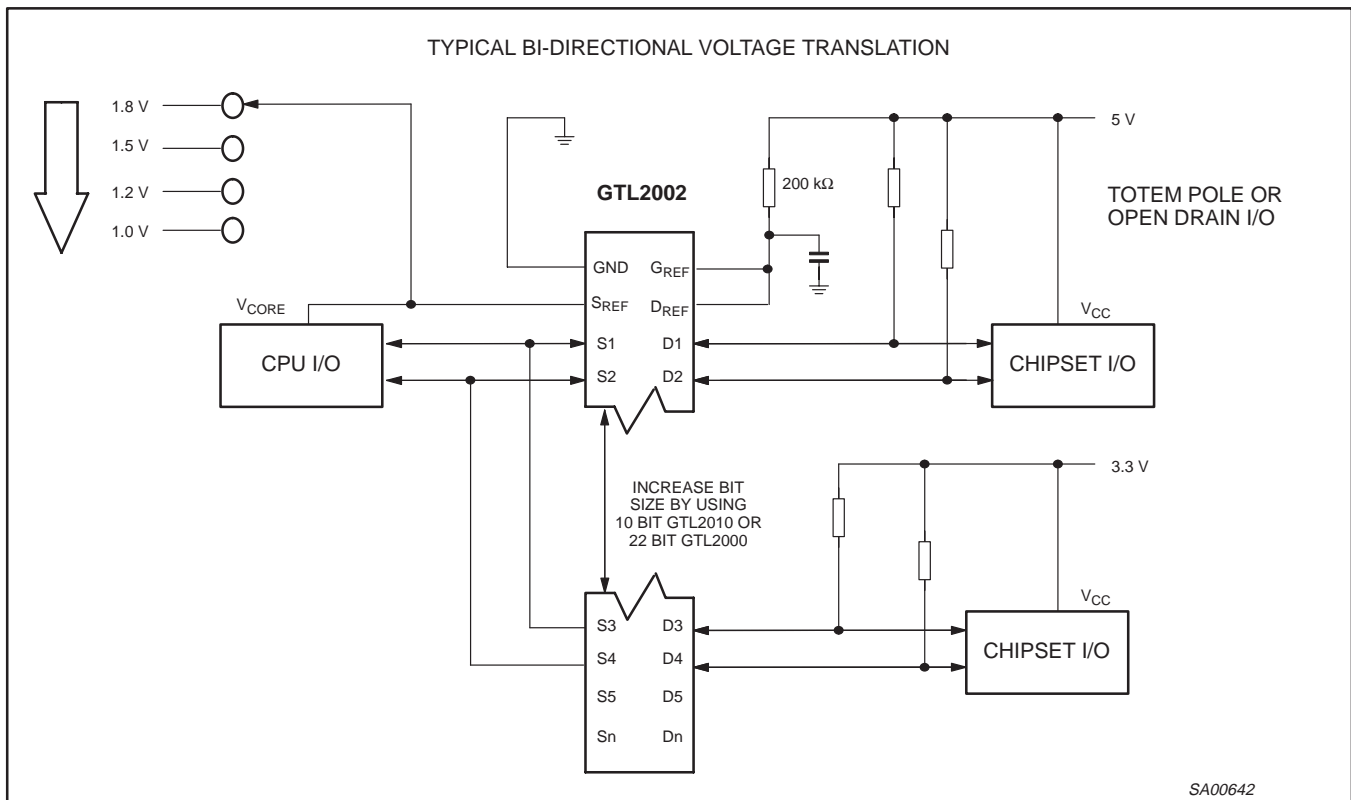 TYPICAL BI-DIRECTIONAL VOLTAGE TRANSLATION
1.8 V
1.5 V
1.2 V
1.0 V
5 V
200 kΩ
GTL2002
TOTEM POLE OR
OPEN DRAIN I/O
GND
GREF
SREF
DREF
VCORE
VCC
CPU I/O
S1
D1
S2
D2
CHIPSET I/O
3.3 V
INCREASE BIT
SIZE BY USING
10 BIT GTL2010 OR
22 BIT GTL2000
VCC
S3
D3
S4
D4
CHIPSET I/O
S5
D5
Sn
Dn
SA00642